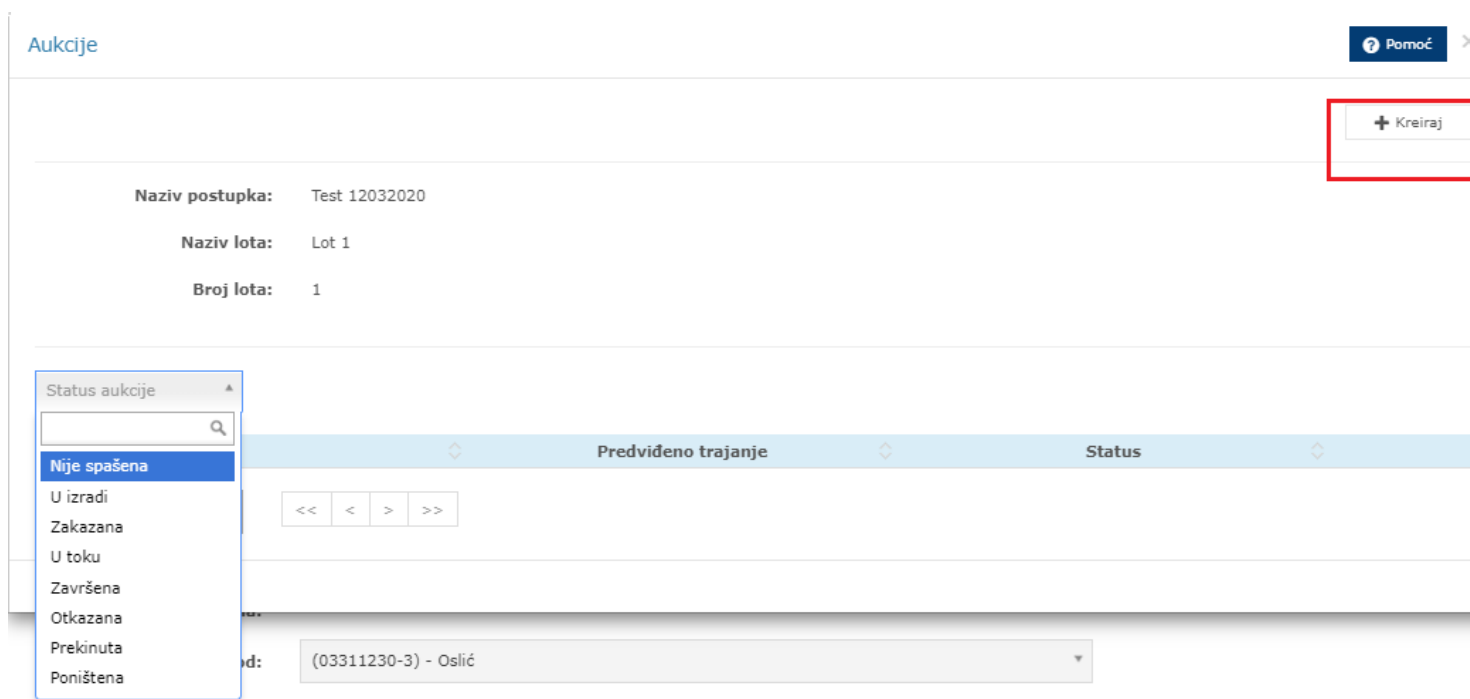 Aukcije
? Pomoć ×
+ Kreiraj
Naziv postupka: Test 12032020
Naziv lota: Lot 1
Broj lota: 1
Status aukcije
Predviđeno trajanje Status
Nije spašena
U izradi
<< < > >>
Zakazana
U toku
Završena
Otkazana
Prekinuta
od: (03311230-3) - Oslić
Poništena